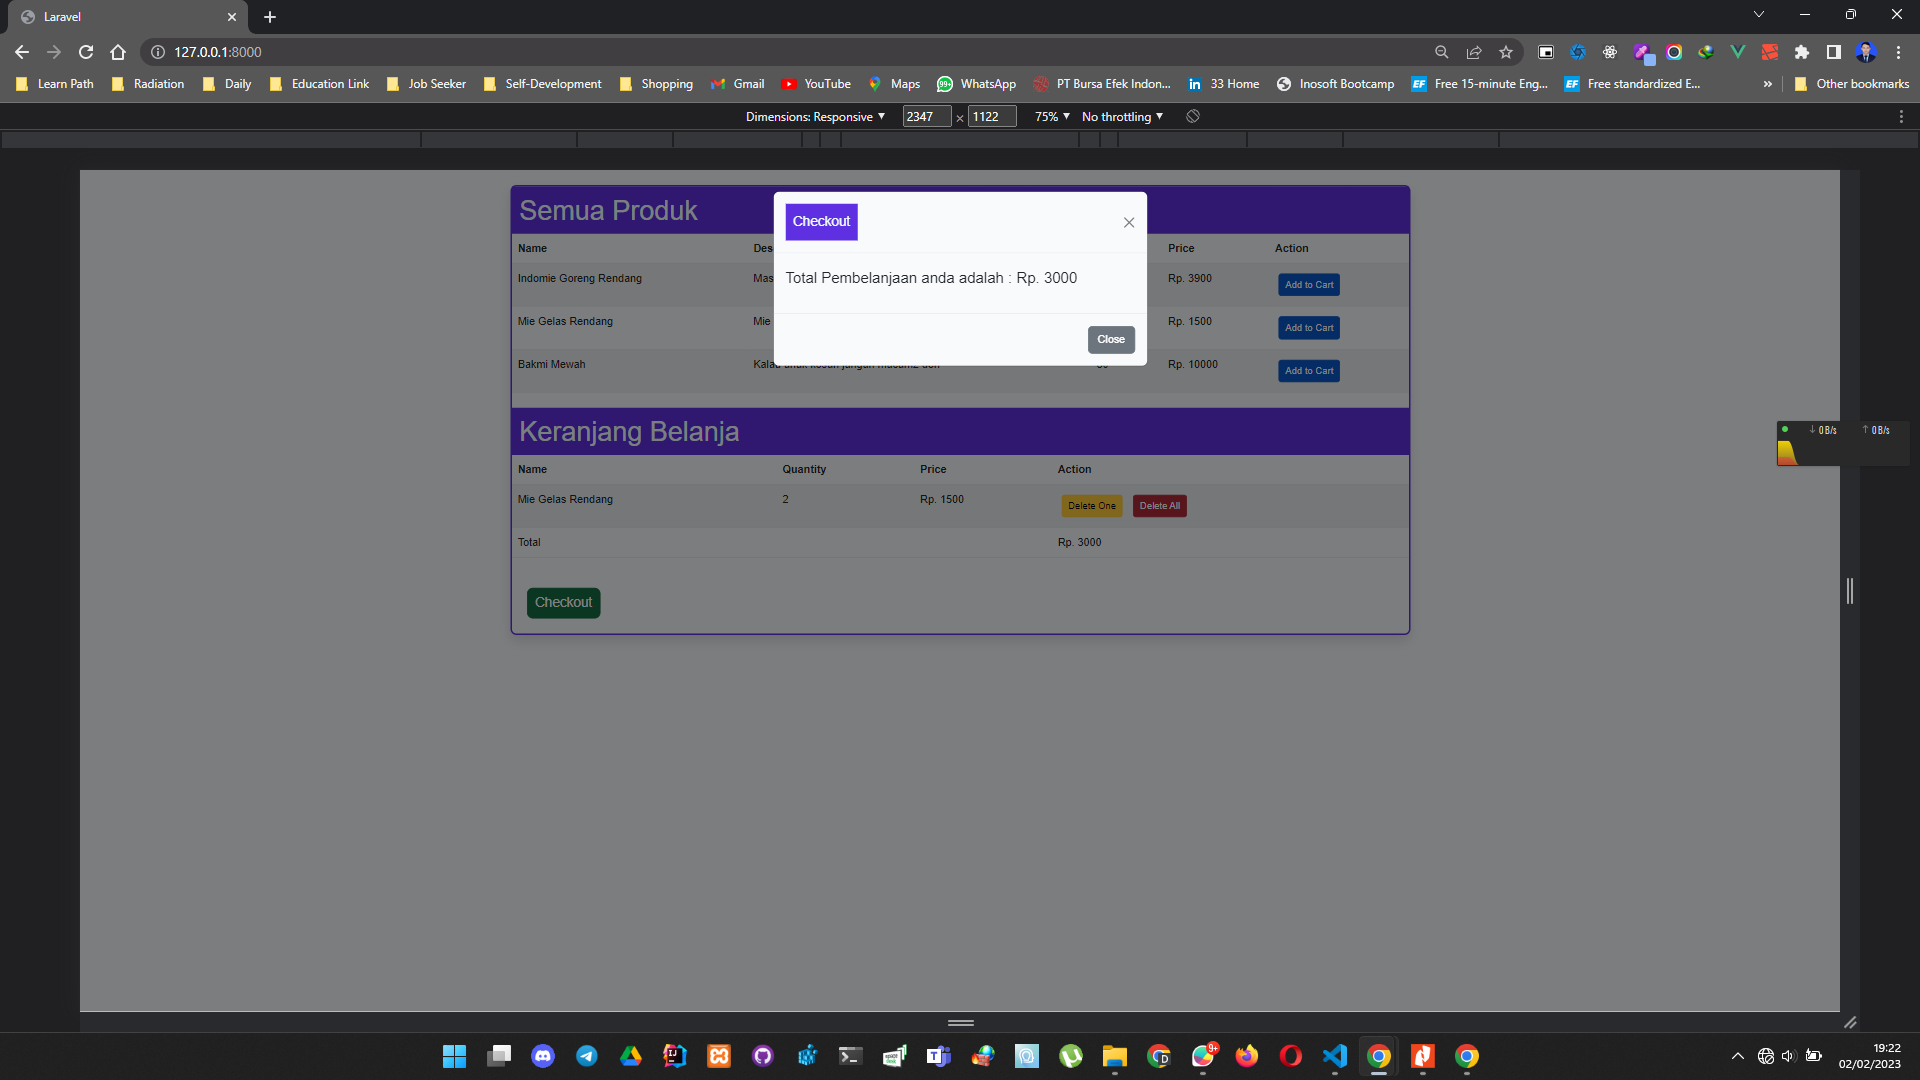 Laravel
127.0.0.1:8000
Learn Path Radiation Daily Education Link Job Seeker Self-Development Shopping Gmail YouTube Maps WhatsApp PT Bursa Efek Indon... 33 Home Inosoft Bootcamp EF Free 15-minute Eng... EF Free standardized E... » Other bookmarks
Dimensions: Responsive 2347 × 1122 75% No throttling
Semua Produk
Checkout
Name Des Price Action
Indomie Goreng Rendang Mas Rp. 3900 Add to Cart
Total Pembelanjaan anda adalah : Rp. 3000
Mie Gelas Rendang Mie Rp. 1500 Add to Cart
Close
Bakmi Mewah Rp. 10000 Add to Cart
Keranjang Belanja
Name Quantity Price Action
Mie Gelas Rendang 2 Rp. 1500 Delete One Delete All
Total Rp. 3000
Checkout
↓ 0 B/s ↑ 0 B/s
19:22
02/02/2023